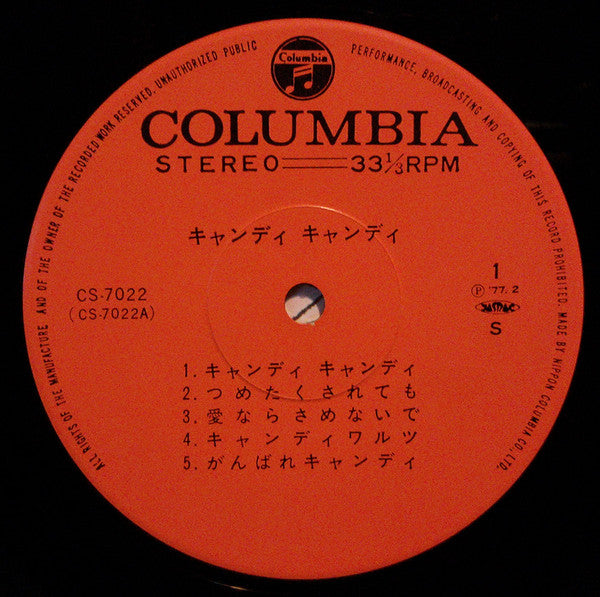 ALL RIGHTS OF THE MANUFACTURE AND OF THE OWNER OF THE RECORDED WORK RESERVED. UNAUTHORIZED PUBLIC PERFORMANCE, BROADCASTING AND COPYING OF THIS RECORD PROHIBITED. MADE BY NIPPON COLUMBIA CO., LTD.
Columbia
COLUMBIA
STEREO 33 1/3 RPM
キャンディ キャンディ
CS-7022
(CS-7022A)
1
Ⓟ '77. 2
JASRAC
S
1. キャンディ キャンディ
2. つめたくされても
3. 愛ならさめないで
4. キャンディワルツ
5. がんばれキャンディ